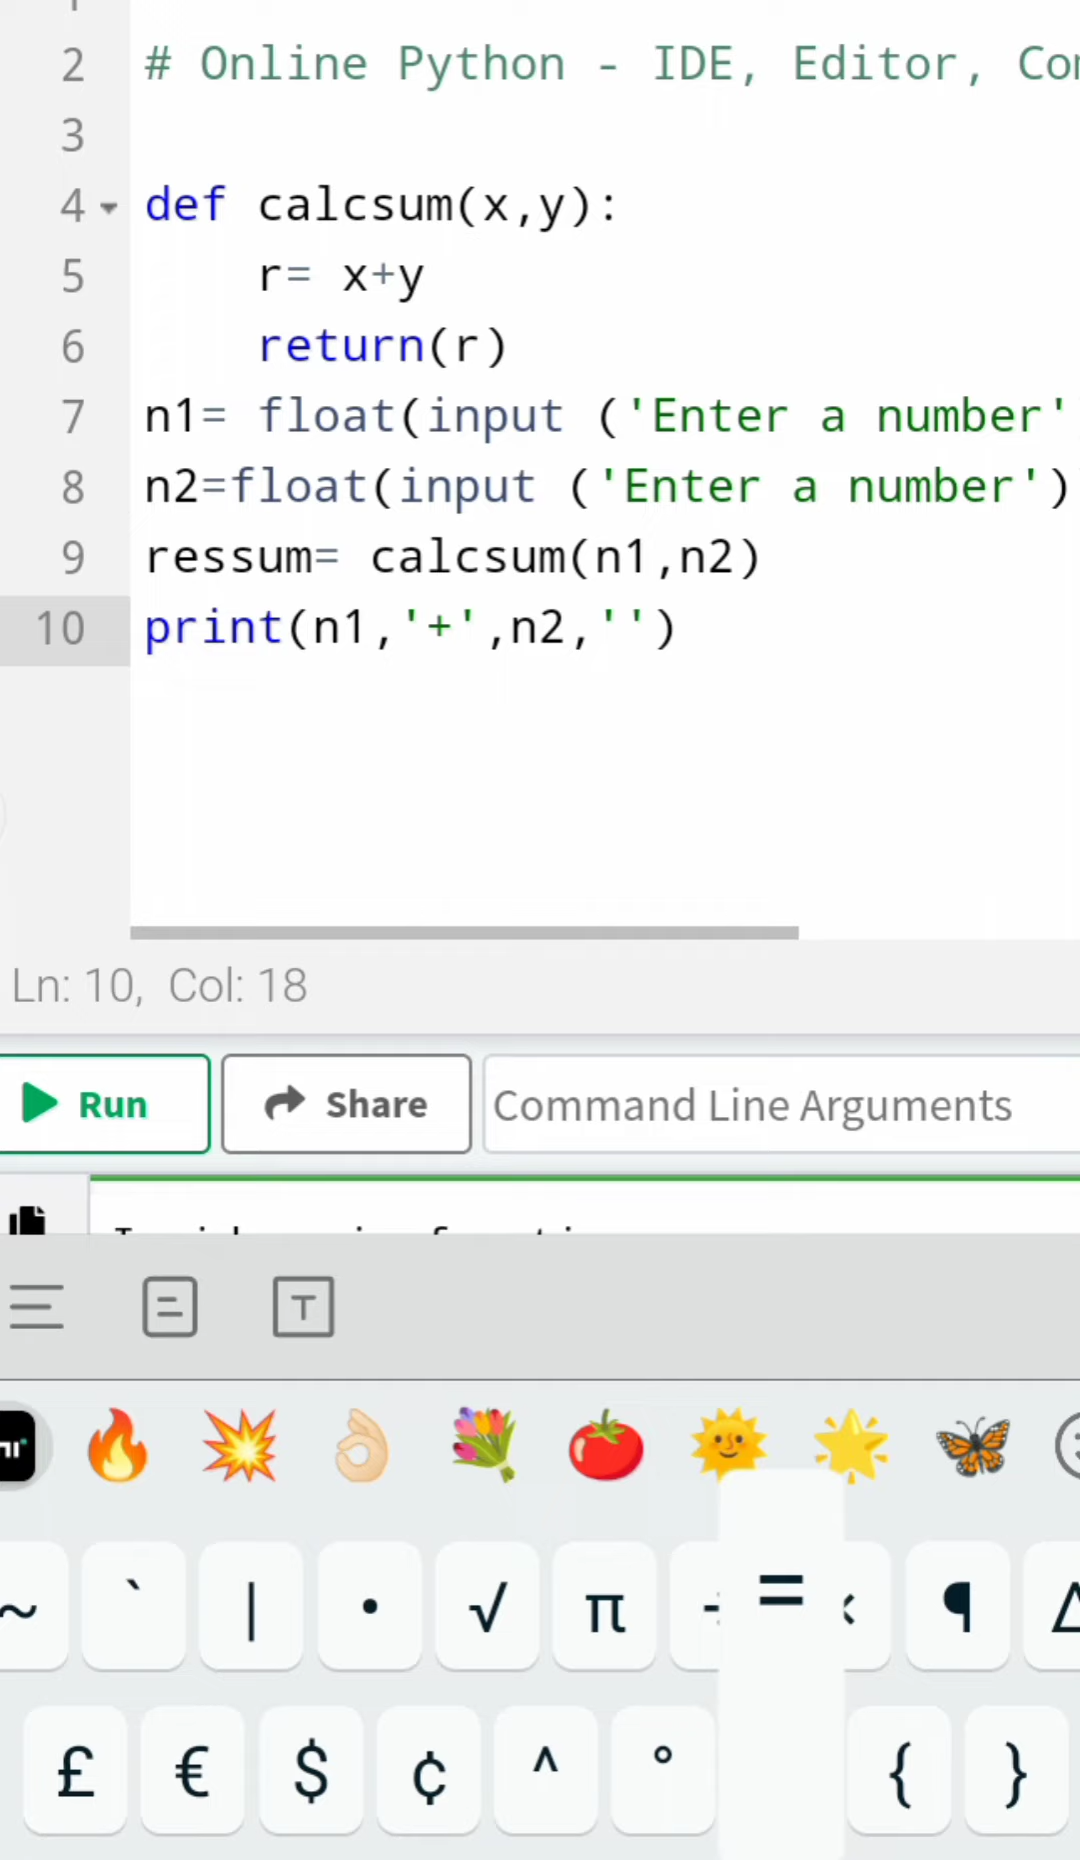 2 # Online Python - IDE, Editor,
3
4 def calcsum(x,y):
5 r= x+y
6 return(r)
7 n1= float(input ('Enter a number'
8 n2=float(input ('Enter a number')
9 ressum= calcsum(n1,n2)
10 print(n1,'+',n2,'')
Ln: 10, Col: 18
Run Share Command Line Arguments
T
~ ` | • √ π = ¶ Δ
£ € $ ¢ ^ ° { }